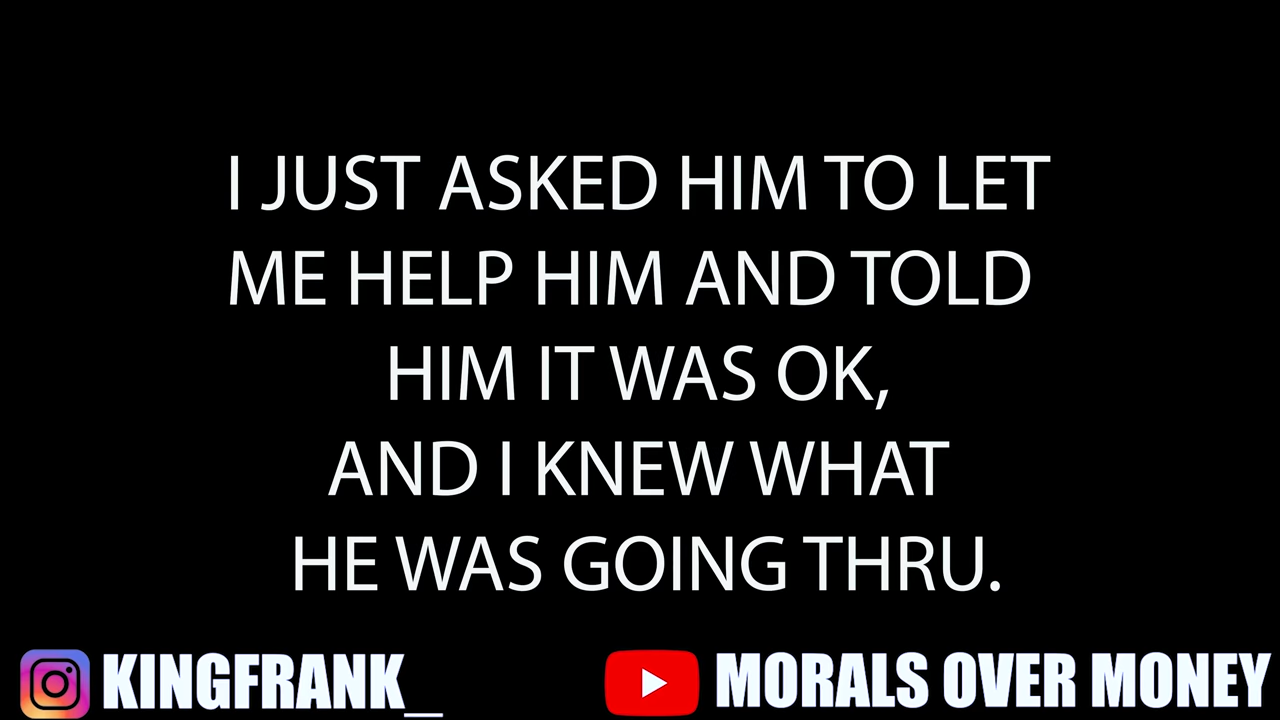 I JUST ASKED HIM TO LET
ME HELP HIM AND TOLD
HIM IT WAS OK,
AND I KNEW WHAT
HE WAS GOING THRU.
KINGFRANK_
MORALS OVER MONEY